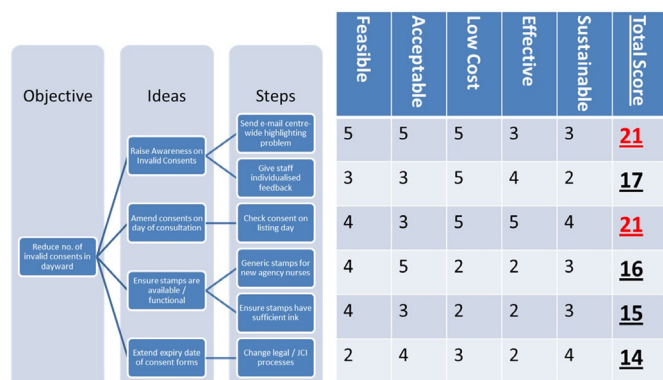 Objective
Ideas
Steps
Reduce no. of
invalid consents in
dayward
Raise Awareness on
Invalid Consents
Amend consents on
day of consultation
Ensure stamps are
available /
functional
Extend expiry date
of consent forms
Send e-mail centre-
wide highlighting
problem
Give staff
individualised
feedback
Check consent on
listing day
Generic stamps for
new agency nurses
Ensure stamps have
sufficient ink
Change legal / JCI
processes
Feasible
Acceptable
Low Cost
Effective
Sustainable
Total Score
5 5 5 3 3 21
3 3 5 4 2 17
4 3 5 5 4 21
4 5 2 2 3 16
4 3 2 2 3 15
2 4 3 2 4 14